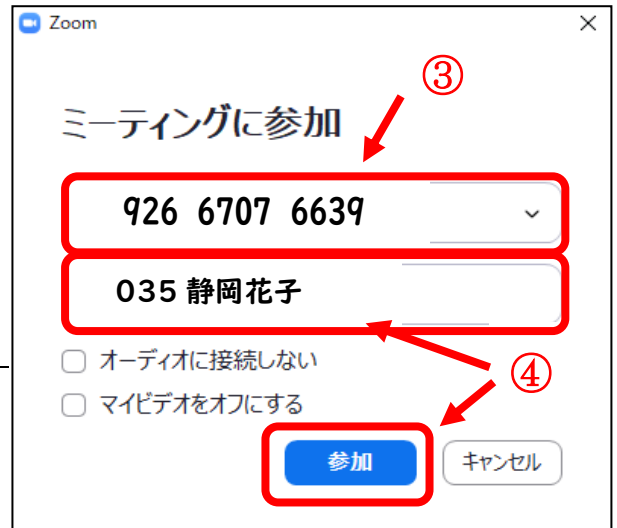 Zoom
③
ミーティングに参加
926 6707 6639
035 静岡花子
オーディオに接続しない
④
マイビデオをオフにする
参加 キャンセル